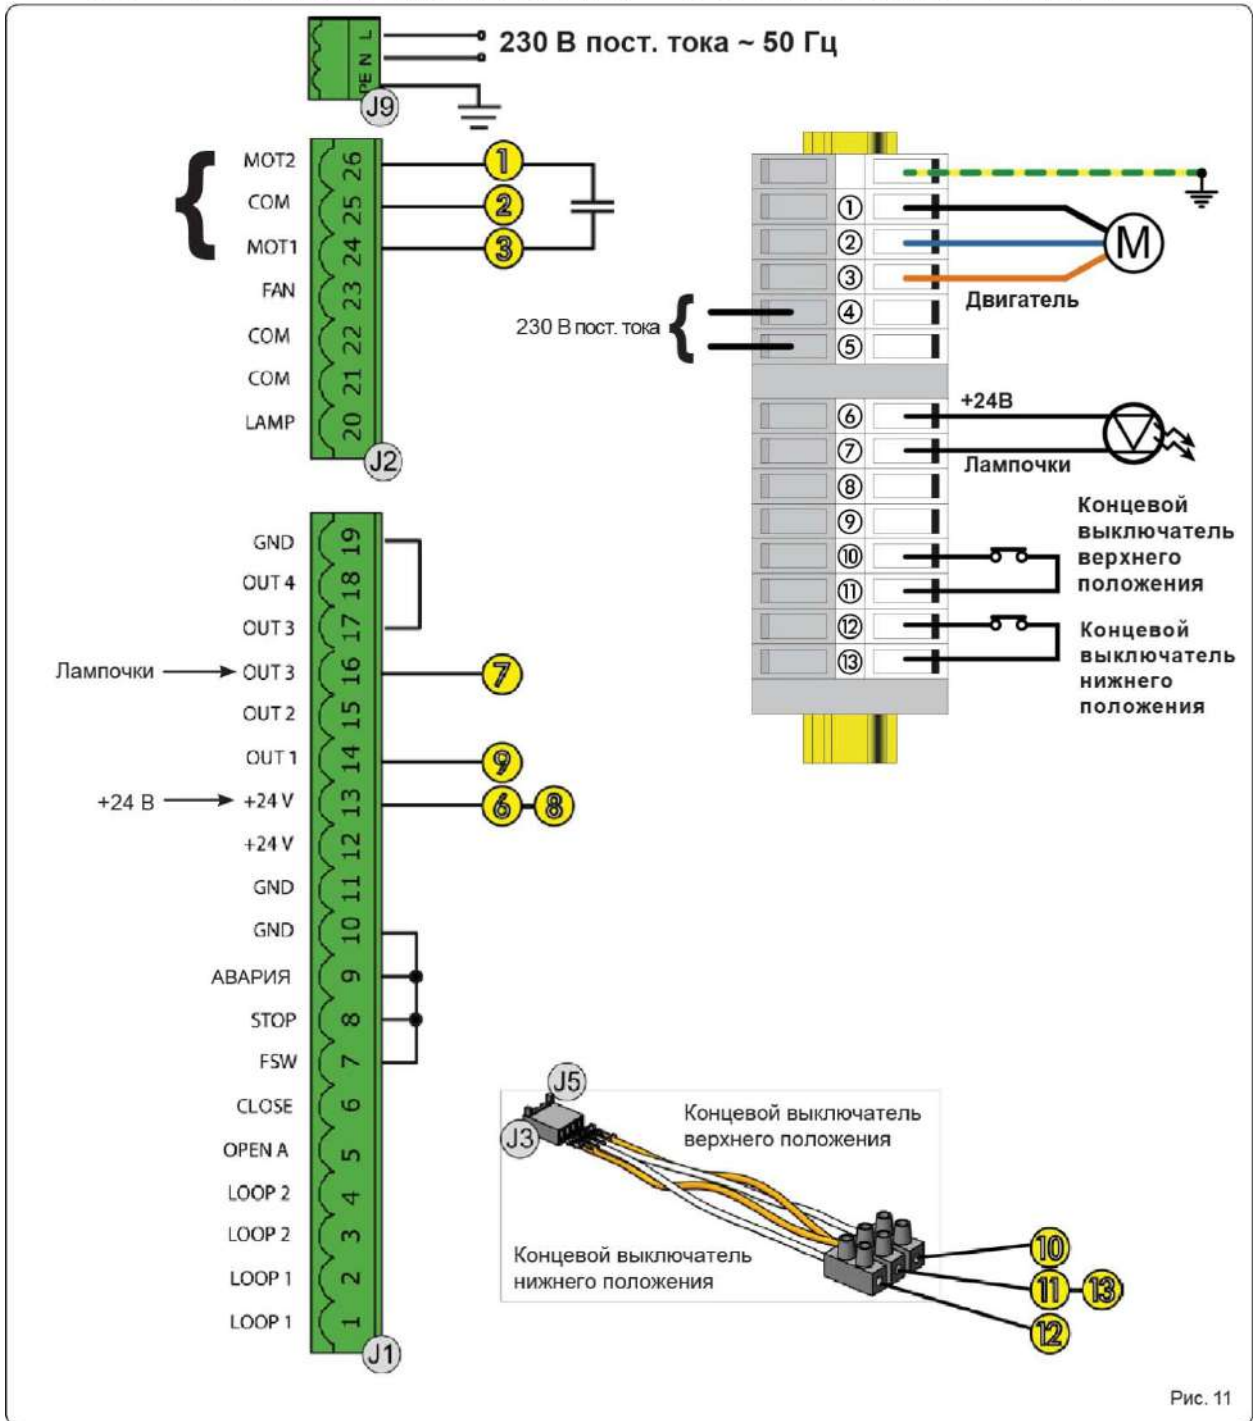 L
N
PE
J9
230 В пост. тока ~ 50 Гц
MOT2 26 1
COM 25 2
MOT1 24 3
FAN 23
COM 22
COM 21
LAMP 20
J2
230 В пост. тока
1
2
3
4
5
6
7
8
9
10
11
12
13
M
Двигатель
+24В
Лампочки
Концевой
выключатель
верхнего
положения
Концевой
выключатель
нижнего
положения
GND 19
OUT 4 18
OUT 3 17
Лампочки OUT 3 16 7
OUT 2 15
OUT 1 14 9
+24 В +24 V 13 6 8
+24 V 12
GND 11
GND 10
АВАРИЯ 9
STOP 8
FSW 7
CLOSE 6
OPEN A 5
LOOP 2 4
LOOP 2 3
LOOP 1 2
LOOP 1 1
J1
J5
J3
Концевой выключатель
верхнего положения
Концевой выключатель
нижнего положения
10
11 13
12
Рис. 11